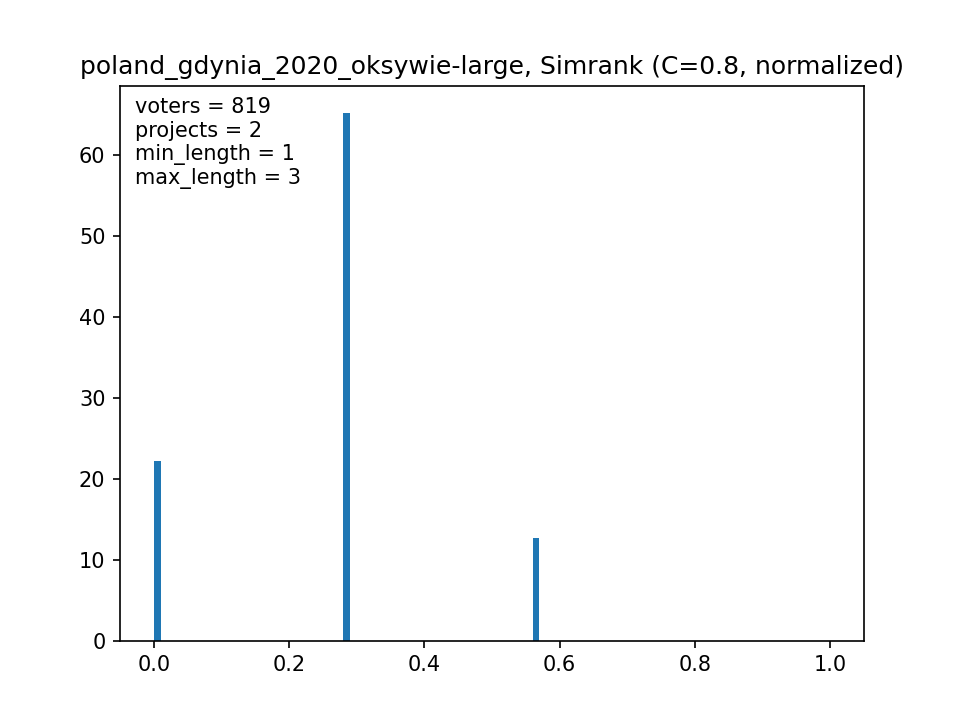 poland_gdynia_2020_oksywie-large, Simrank (C=0.8, normalized)
voters = 819
projects = 2
min_length = 1
max_length = 3
60
50
40
30
20
10
0
0.0 0.2 0.4 0.6 0.8 1.0